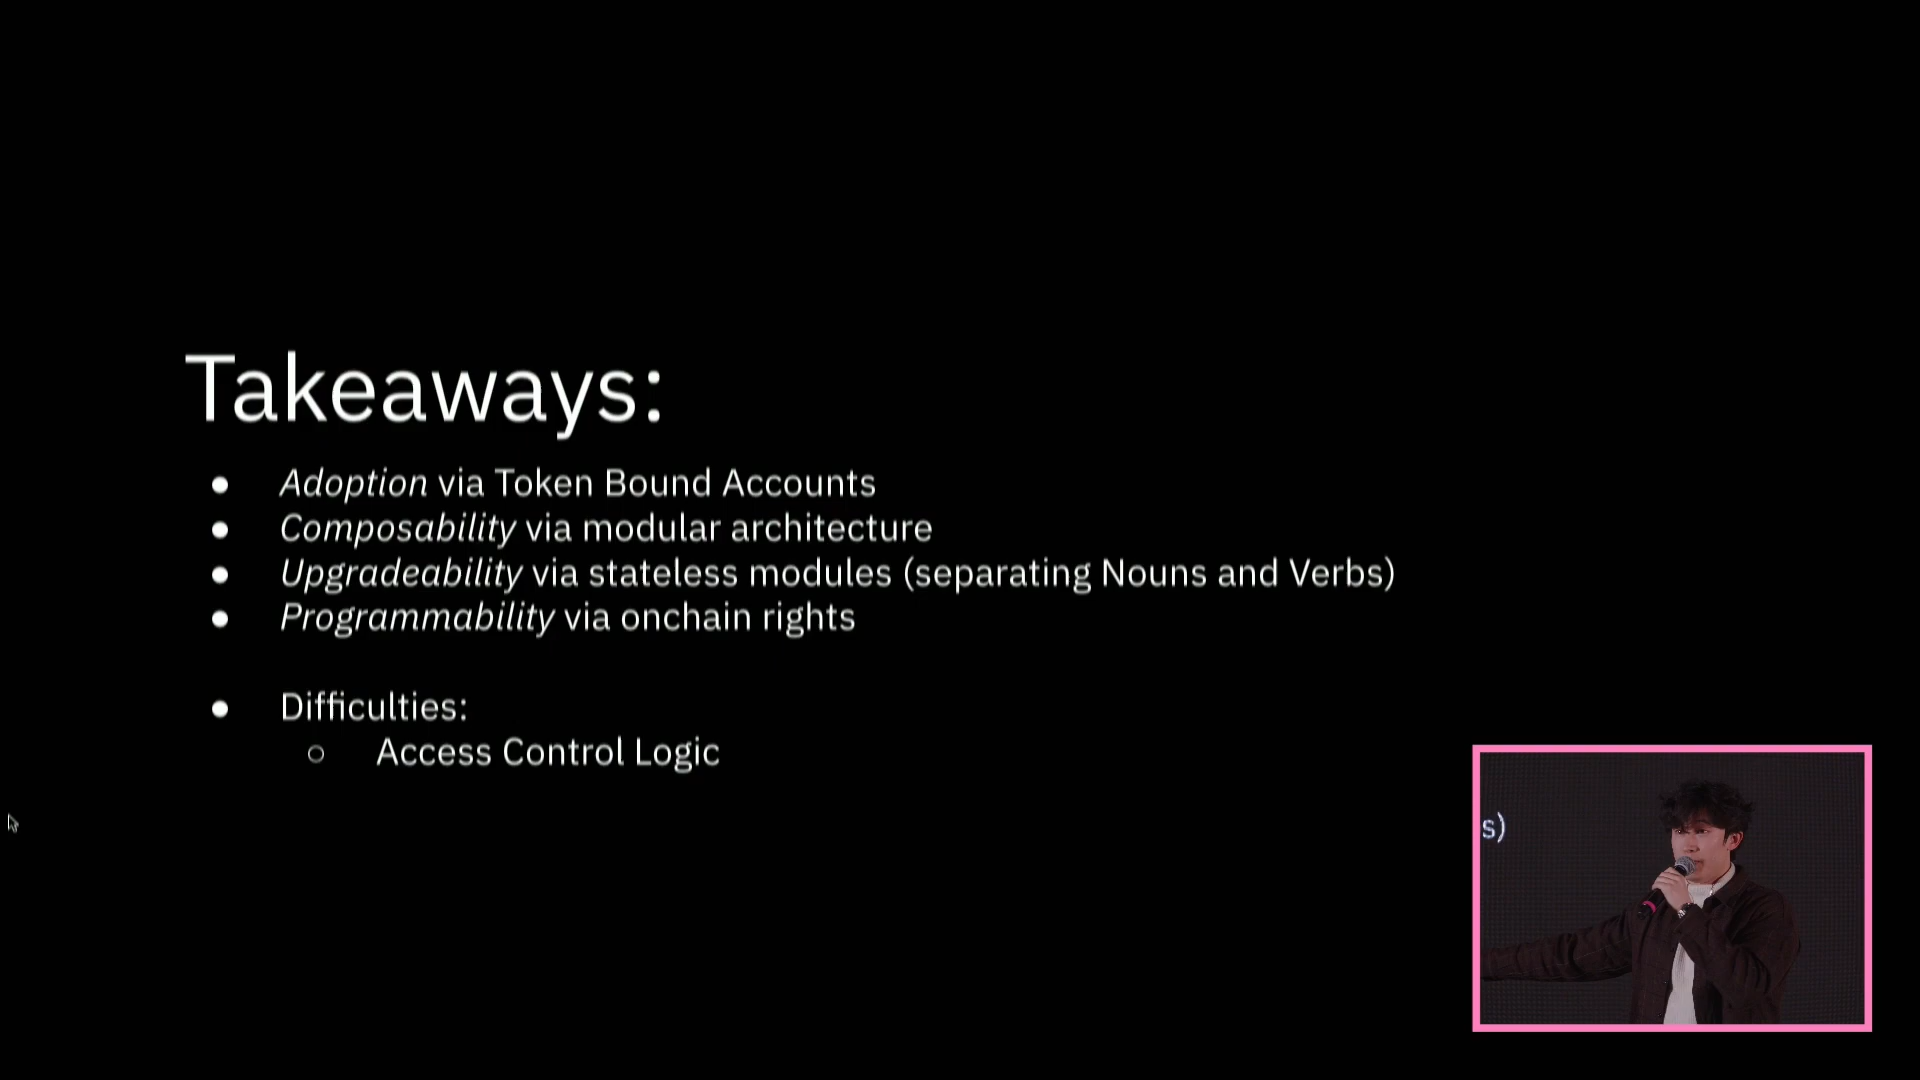 Takeaways:
● Adoption via Token Bound Accounts
● Composability via modular architecture
● Upgradeability via stateless modules (separating Nouns and Verbs)
● Programmability via onchain rights
● Difficulties:
○ Access Control Logic
s)